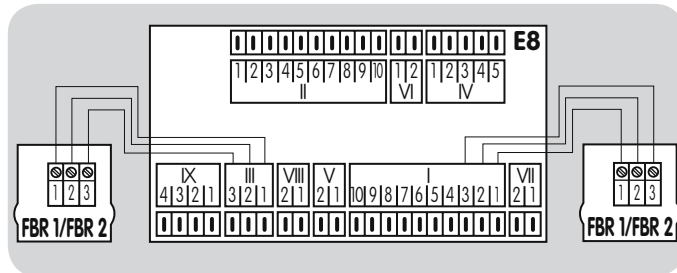 E8
1 2 3 4 5 6 7 8 9 10 1 2 1 2 3 4 5
II VI IV
IX III VIII V I VII
4 3 2 1 3 2 1 2 1 2 1 10 9 8 7 6 5 4 3 2 1 2 1
1 2 3
FBR 1/FBR 2
1 2 3
FBR 1/FBR 2